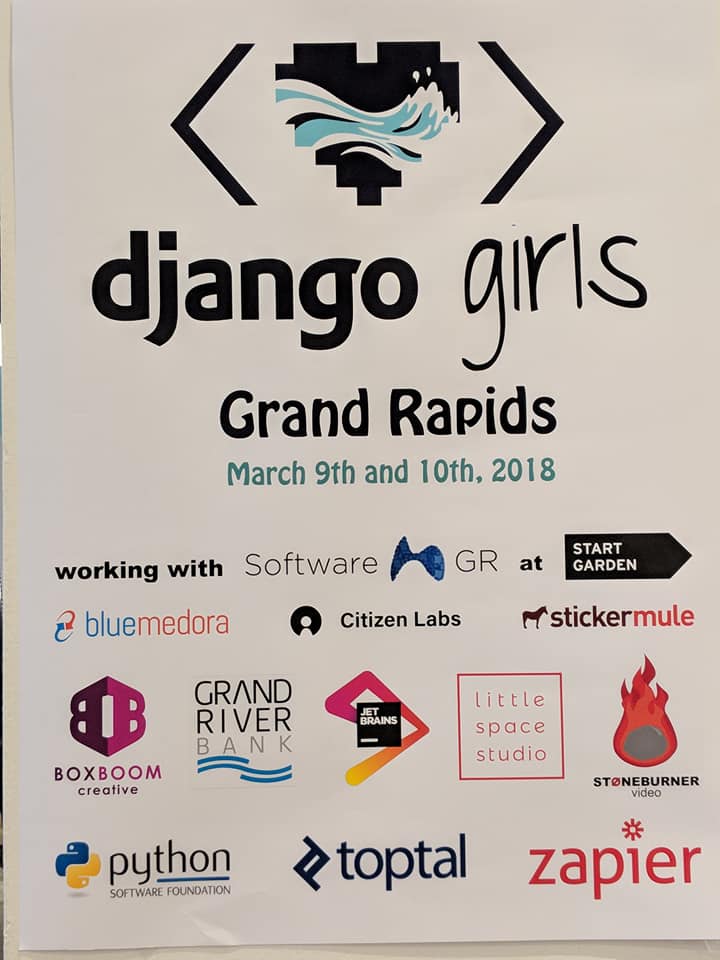 django girls
Grand Rapids
March 9th and 10th, 2018
working with Software GR at START GARDEN
bluemedora
Citizen Labs
stickermule
BOB
BOXBOOM
creative
GRAND
RIVER
BANK
JET
BRAINS
little
space
studio
STØNEBURNER
video
python
SOFTWARE FOUNDATION
toptal
zapier